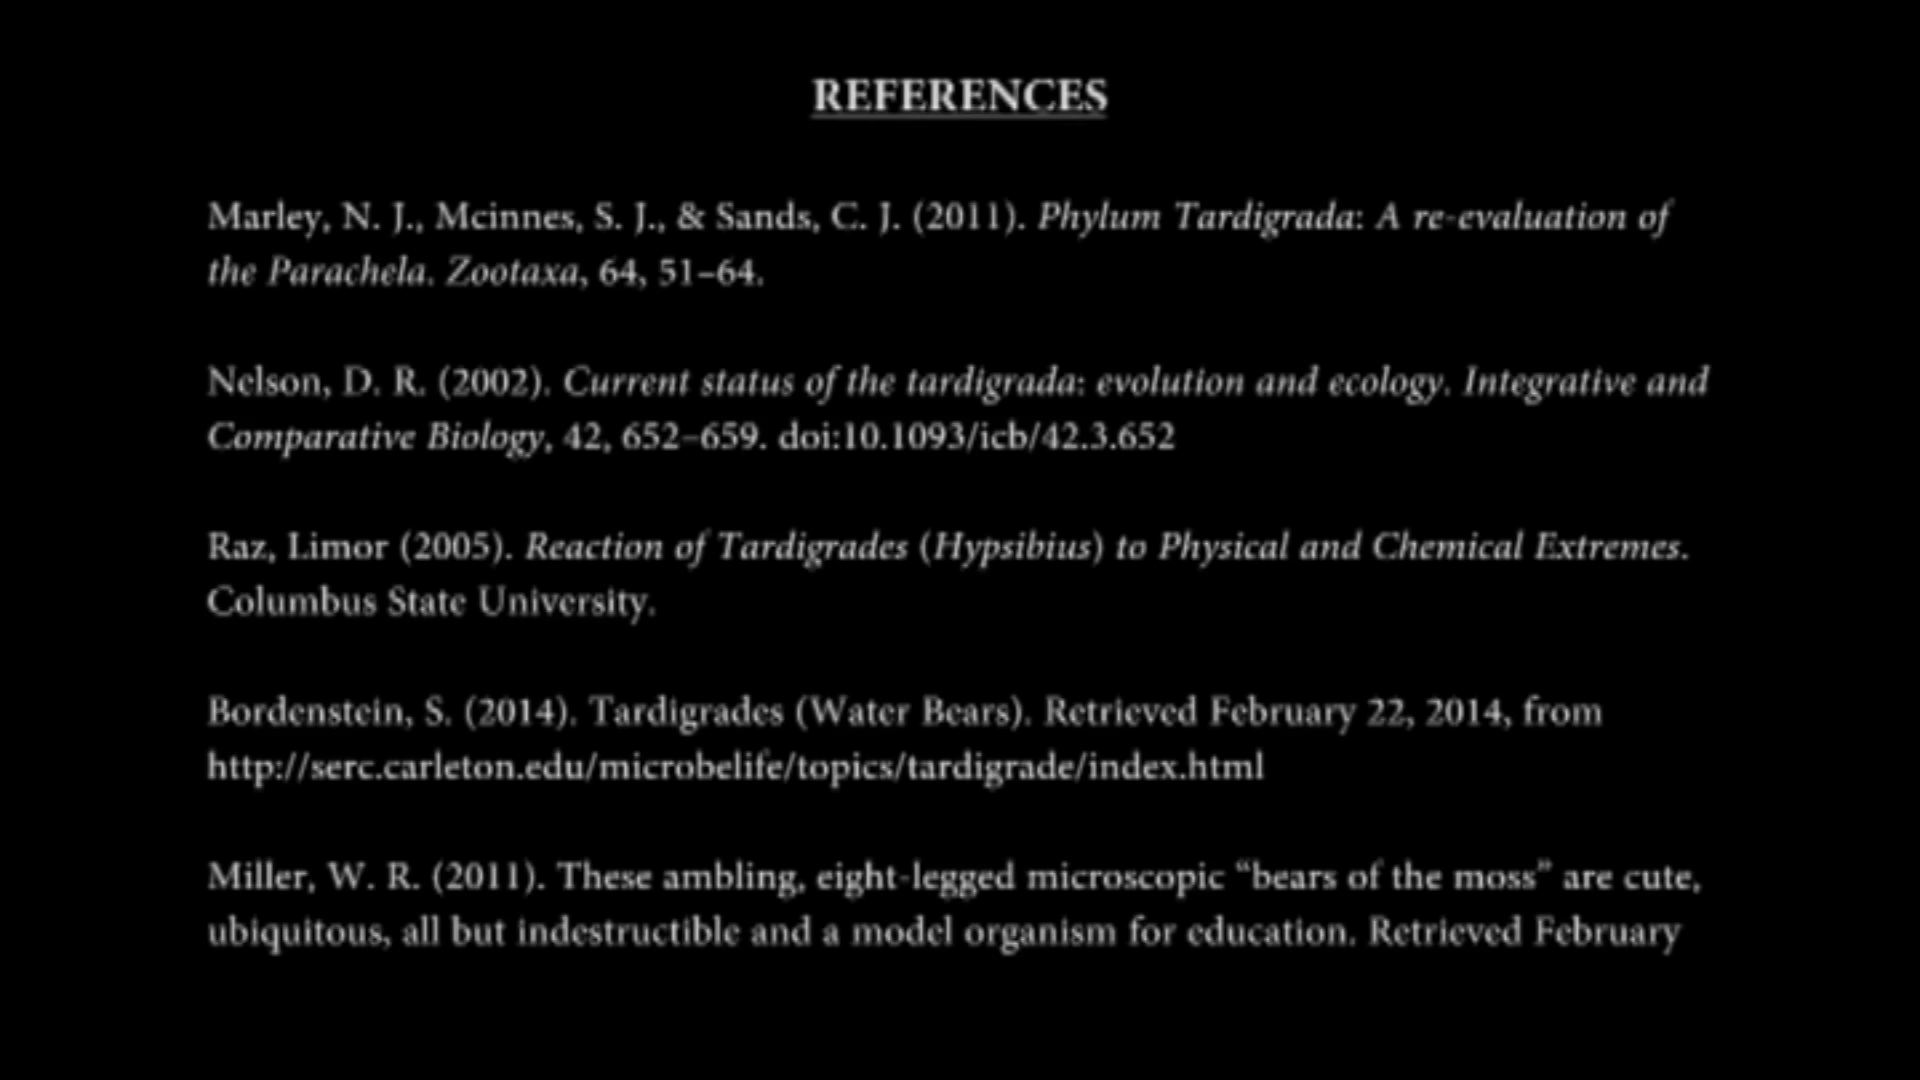 REFERENCES
Marley, N. J., Mcinnes, S. J., & Sands, C. J. (2011). Phylum Tardigrada: A re-evaluation of
the Parachela. Zootaxa, 64, 51–64.
Nelson, D. R. (2002). Current status of the tardigrada: evolution and ecology. Integrative and
Comparative Biology, 42, 652–659. doi:10.1093/icb/42.3.652
Raz, Limor (2005). Reaction of Tardigrades (Hypsibius) to Physical and Chemical Extremes.
Columbus State University.
Bordenstein, S. (2014). Tardigrades (Water Bears). Retrieved February 22, 2014, from
http://serc.carleton.edu/microbelife/topics/tardigrade/index.html
Miller, W. R. (2011). These ambling, eight-legged microscopic “bears of the moss” are cute,
ubiquitous, all but indestructible and a model organism for education. Retrieved February